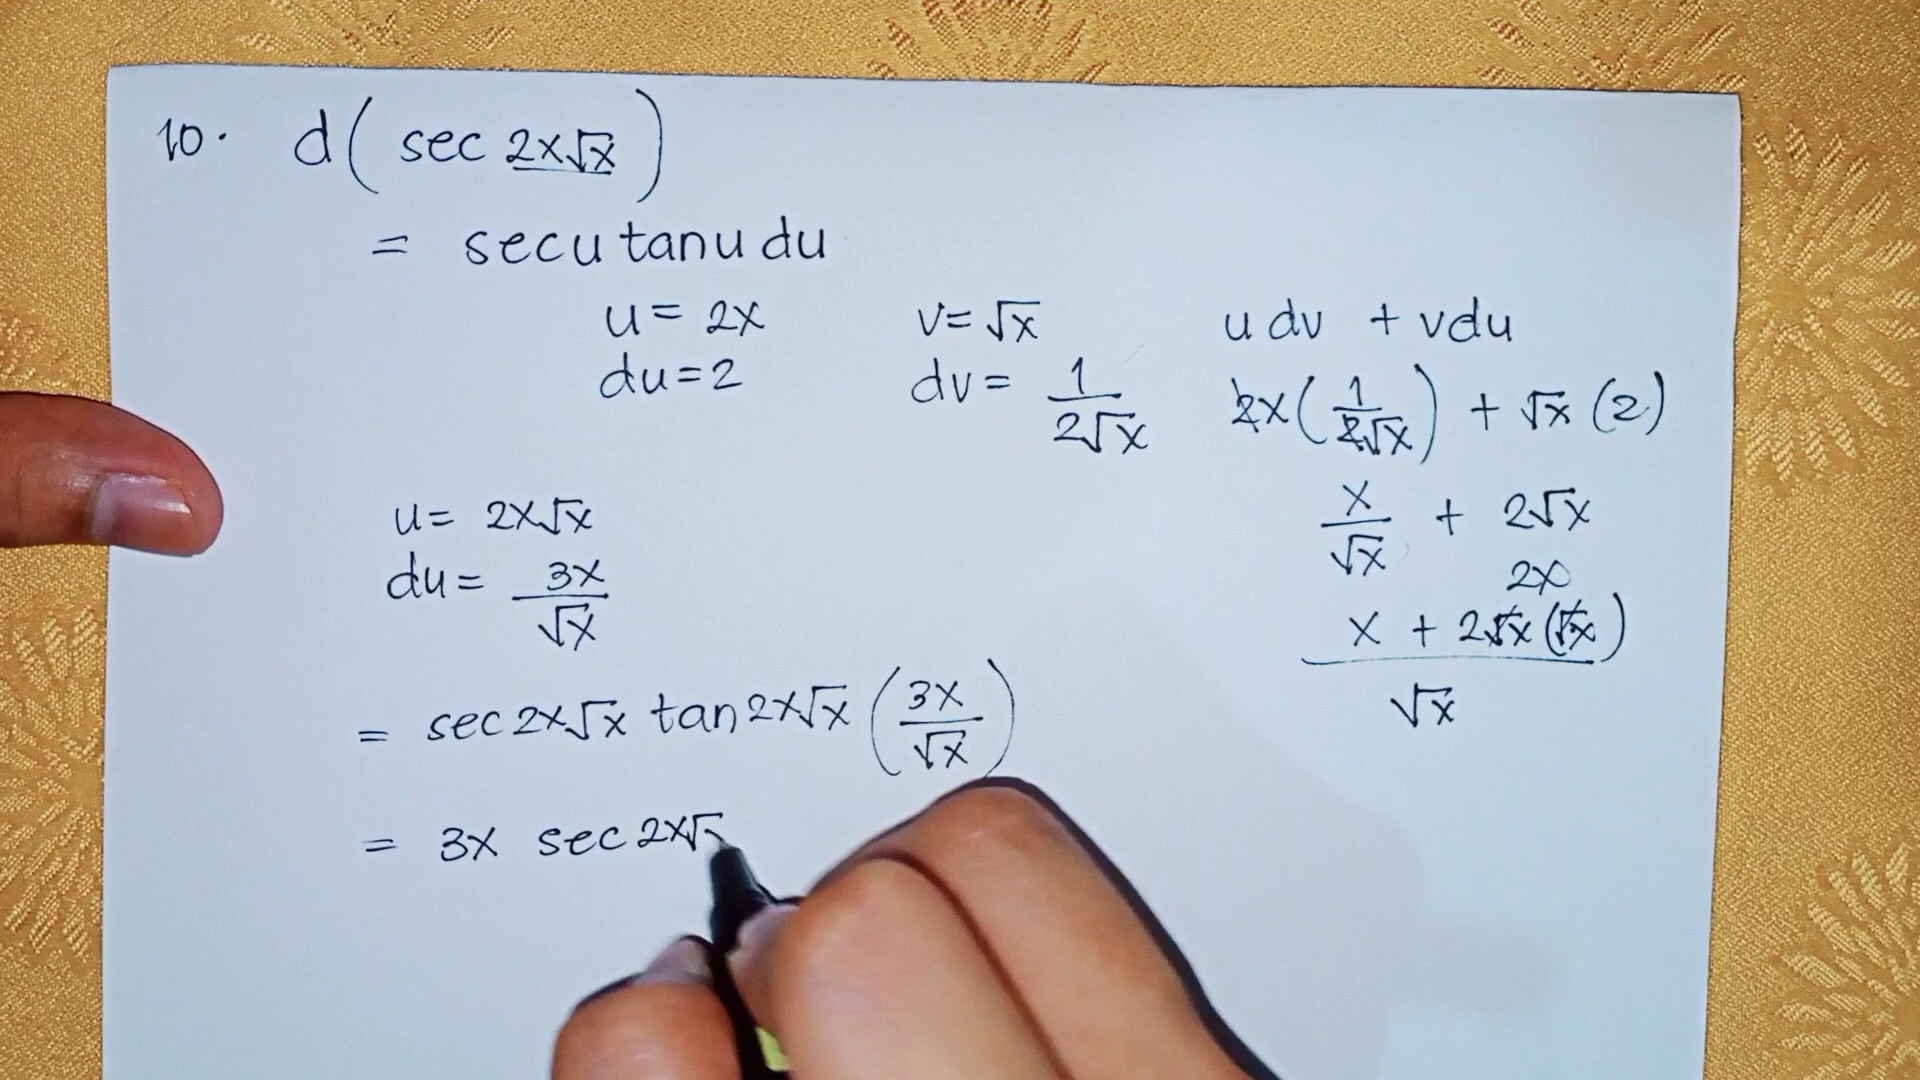 10. d( sec 2x√x )
= sec u tan u du
u = 2x v = √x u dv + v du
du = 2 dv = 1/2√x 2x(1/2√x) + √x (2)
u = 2x√x x/√x + 2√x
du = 3x/√x 2x
x + 2√x (√x)
/√x
= sec 2x√x tan 2x√x (3x/√x)
= 3x sec 2x√